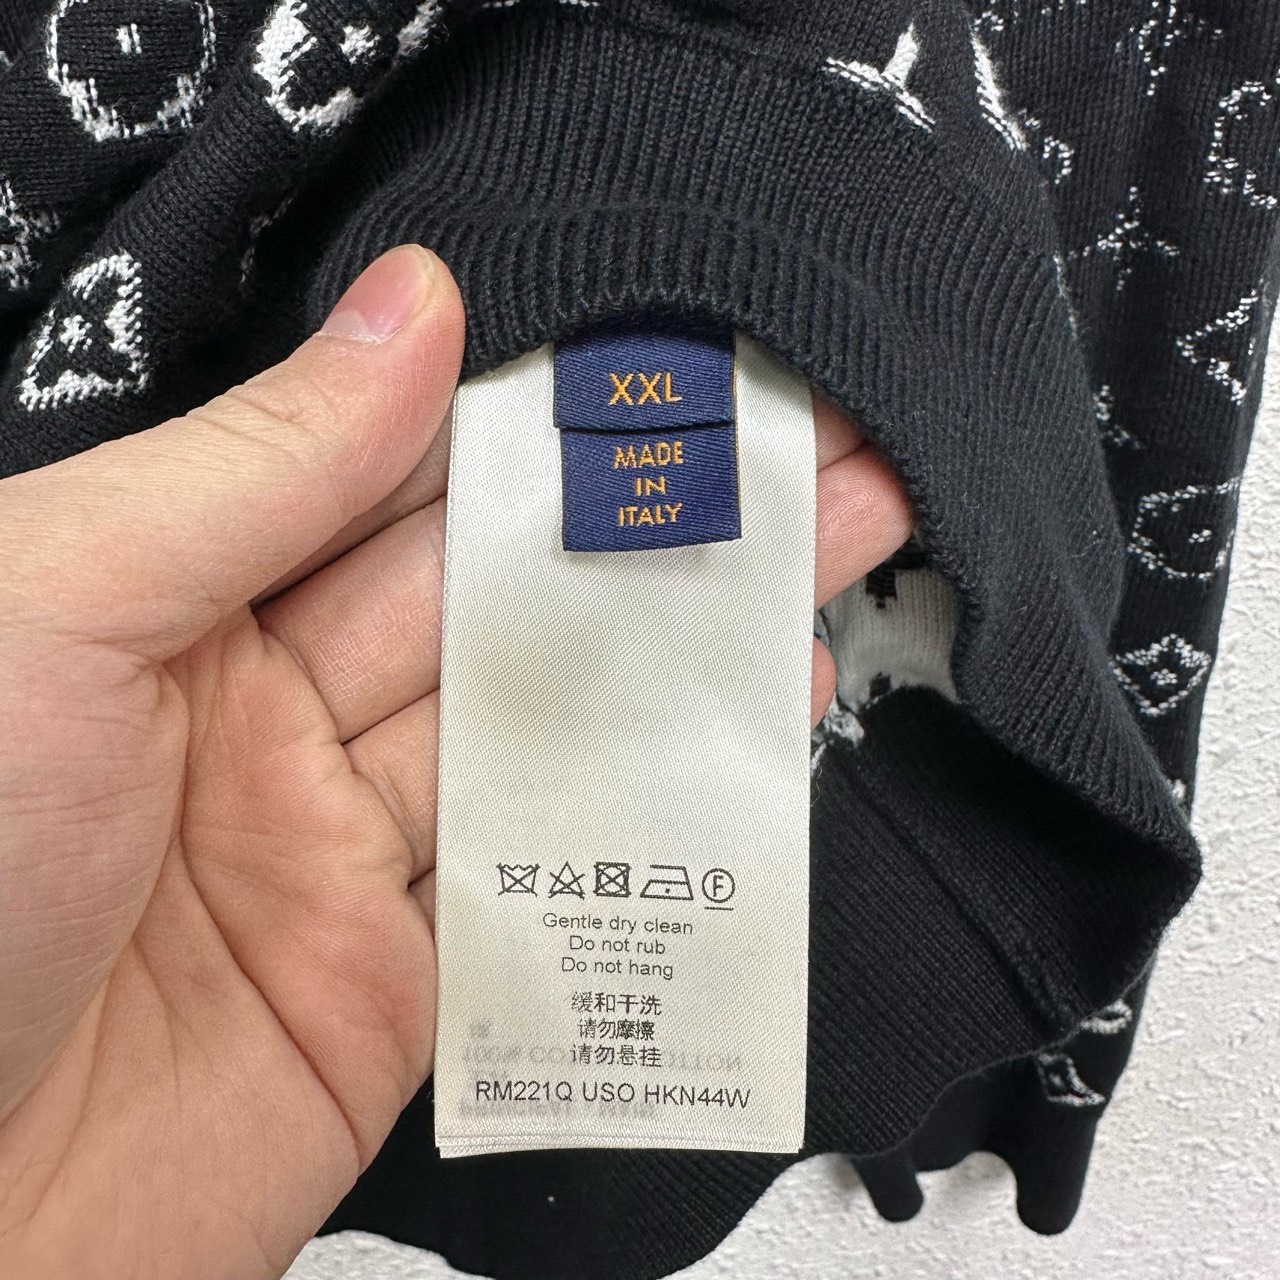 XXL
MADE
IN
ITALY
F
Gentle dry clean
Do not rub
Do not hang
缓和干洗
请勿摩擦
请勿悬挂
RM221Q USO HKN44W